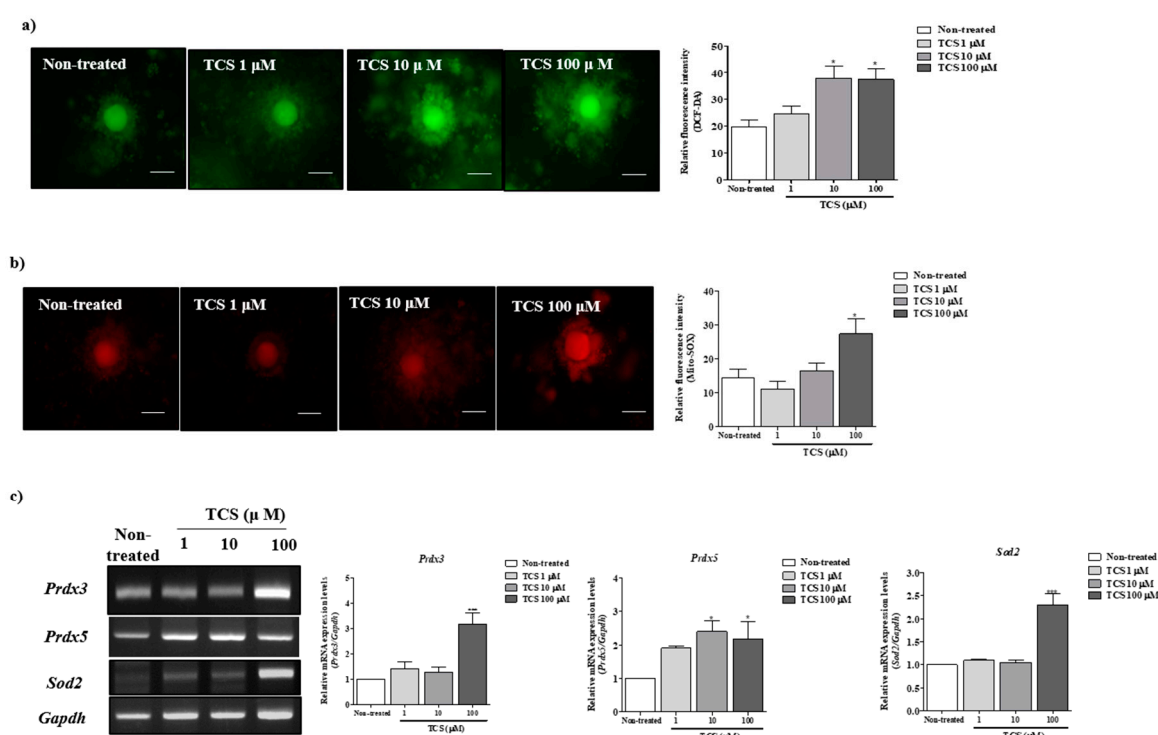 a)
Non-treated
TCS 1 μM
TCS 10 μ M
TCS 100 μM
Relative fluorescence intensity
(DCF-DA)
50
40
30
20
10
0
Non-treated 1 10 100
TCS (μM)
* *
Non-treated
TCS 1 μM
TCS 10 μM
TCS 100 μM
b)
Non-treated
TCS 1 μM
TCS 10 μM
TCS 100 μM
Relative fluorescence intensity
(Mito-SOX)
40
30
20
10
0
Non-treated 1 10 100
TCS (μM)
*
Non-treated
TCS 1 μM
TCS 10 μM
TCS 100 μM
c)
TCS (μ M)
Non-
treated 1 10 100
Prdx3
Prdx5
Sod2
Gapdh
Prdx3
Relative mRNA expression levels
(Prdx3/Gapdh)
5
4
3
2
1
0
Non-treated 1 10 100
TCS (μM)
***
Non-treated
TCS 1 μM
TCS 10 μM
TCS 100 μM
Prdx5
Relative mRNA expression levels
(Prdx5/Gapdh)
4
3
2
1
0
Non-treated 1 10 100
TCS (μM)
* *
Non-treated
TCS 1 μM
TCS 10 μM
TCS 100 μM
Sod2
Relative mRNA expression levels
(Sod2/Gapdh)
3.0
2.5
2.0
1.5
1.0
0.5
0.0
Non-treated 1 10 100
TCS (μM)
***
Non-treated
TCS 1 μM
TCS 10 μM
TCS 100 μM